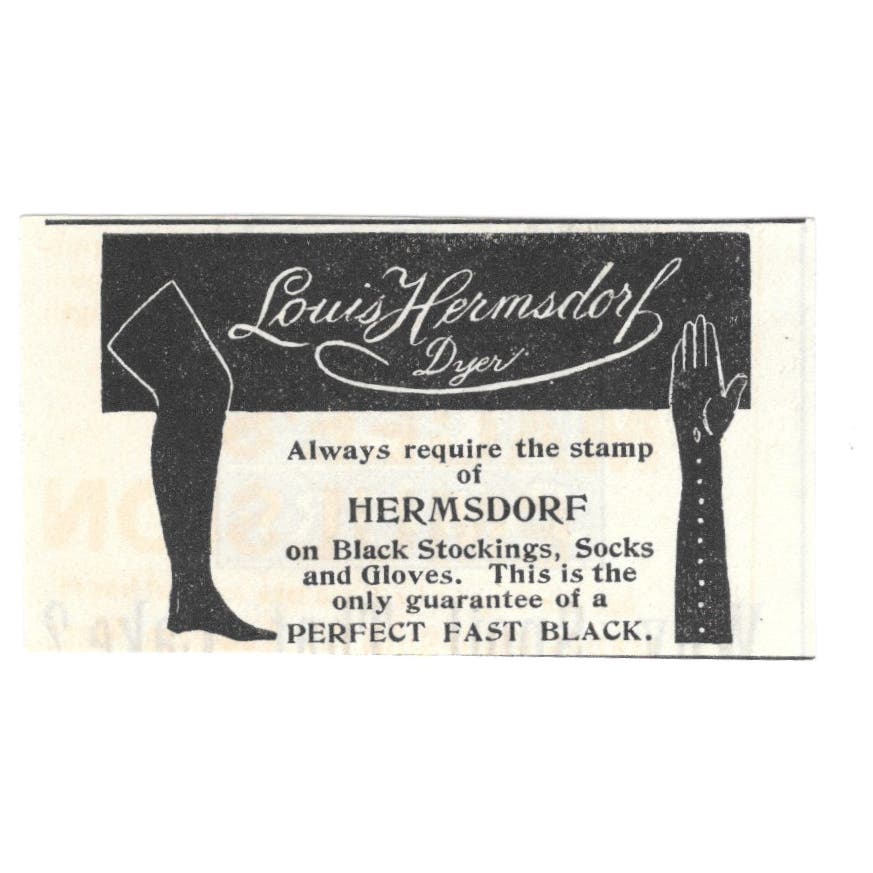 Louis Hermsdorf
Dyer
Always require the stamp
of
HERMSDORF
on Black Stockings, Socks
and Gloves. This is the
only guarantee of a
PERFECT FAST BLACK.